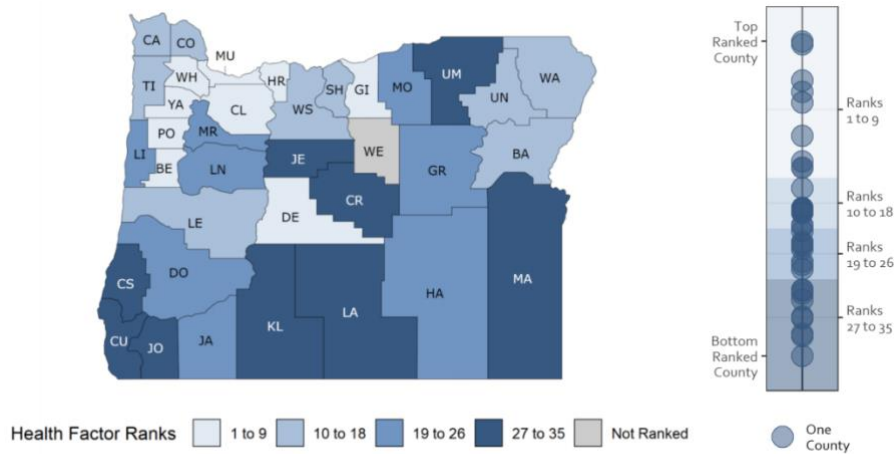 CA
CO
MU
TI
WH
HR
YA
CL
WS
SH
GI
MO
UM
UN
WA
PO
MR
LI
BE
LN
JE
WE
GR
BA
CR
LE
DE
CS
DO
CU
JO
JA
KL
LA
HA
MA
Top
Ranked
County
Ranks
1 to 9
Ranks
10 to 18
Ranks
19 to 26
Ranks
27 to 35
Bottom
Ranked
County
Health Factor Ranks
1 to 9
10 to 18
19 to 26
27 to 35
Not Ranked
One
County